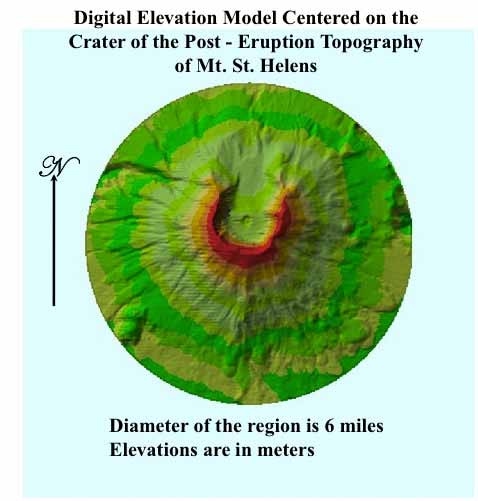 Digital Elevation Model Centered on the
Crater of the Post - Eruption Topography
of Mt. St. Helens
N
Diameter of the region is 6 miles
Elevations are in meters